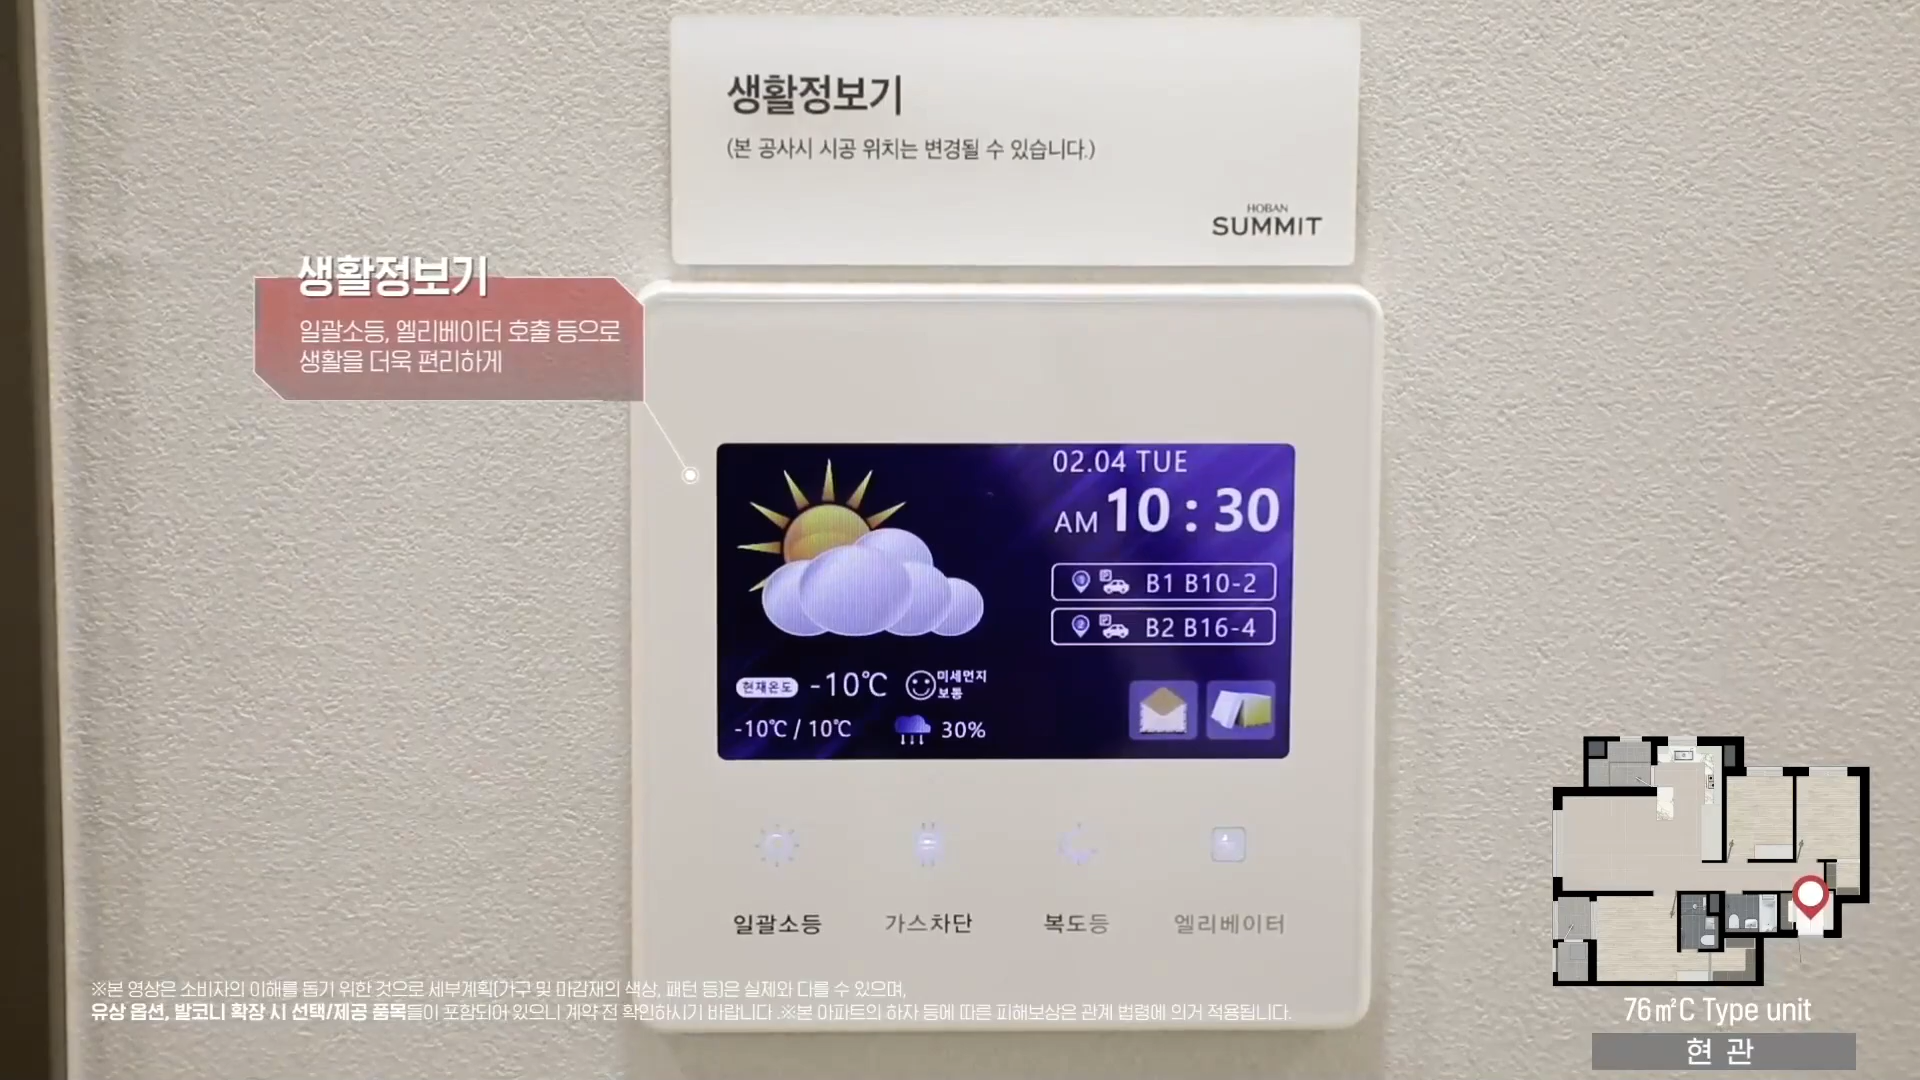 생활정보기
(본 공사시 시공 위치는 변경될 수 있습니다.)
HOBAN
SUMMIT
생활정보기
일괄소등, 엘리베이터 호출 등으로
생활을 더욱 편리하게
02.04 TUE
AM 10 : 30
B1 B10-2
B2 B16-4
현재온도 -10℃ 미세먼지
보통
-10℃ / 10℃ 30%
일괄소등 가스차단 복도등 엘리베이터
※본 영상은 소비자의 이해를 돕기 위한 것으로 세부계획(가구 및 마감재의 색상, 패턴 등)은 실제와 다를 수 있으며,
유상 옵션, 발코니 확장 시 선택/제공 품목들이 포함되어 있으니 계약 전 확인하시기 바랍니다 .※본 아파트의 하자 등에 따른 피해보상은 관계 법령에 의거 적용됩니다.
76㎡C Type unit
현 관